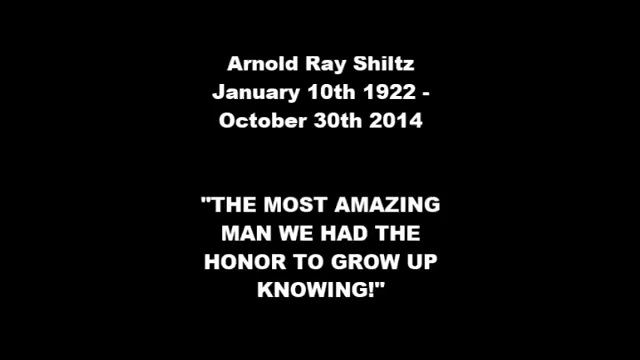 Arnold Ray Shiltz
January 10th 1922 -
October 30th 2014
"THE MOST AMAZING
MAN WE HAD THE
HONOR TO GROW UP
KNOWING!"